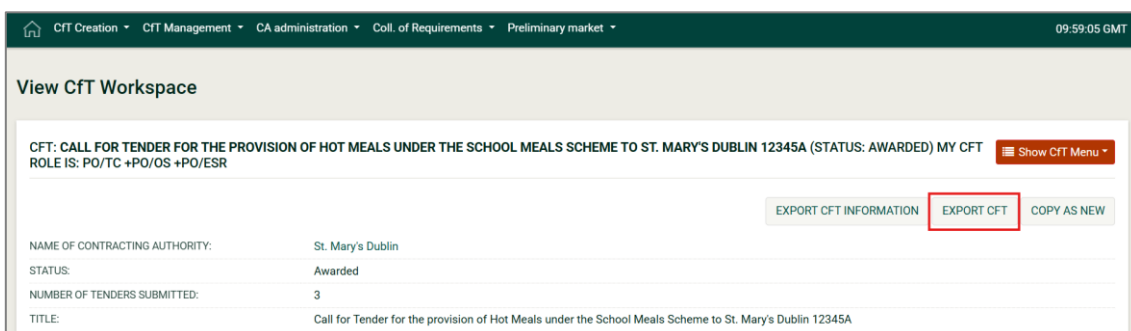 CfT Creation CfT Management CA administration Coll. of Requirements Preliminary market 09:59:05 GMT
View CfT Workspace
CFT: CALL FOR TENDER FOR THE PROVISION OF HOT MEALS UNDER THE SCHOOL MEALS SCHEME TO ST. MARY'S DUBLIN 12345A (STATUS: AWARDED) MY CFT
ROLE IS: PO/TC +PO/OS +PO/ESR
Show CfT Menu
EXPORT CFT INFORMATION EXPORT CFT COPY AS NEW
NAME OF CONTRACTING AUTHORITY: St. Mary's Dublin
STATUS: Awarded
NUMBER OF TENDERS SUBMITTED: 3
TITLE: Call for Tender for the provision of Hot Meals under the School Meals Scheme to St. Mary's Dublin 12345A